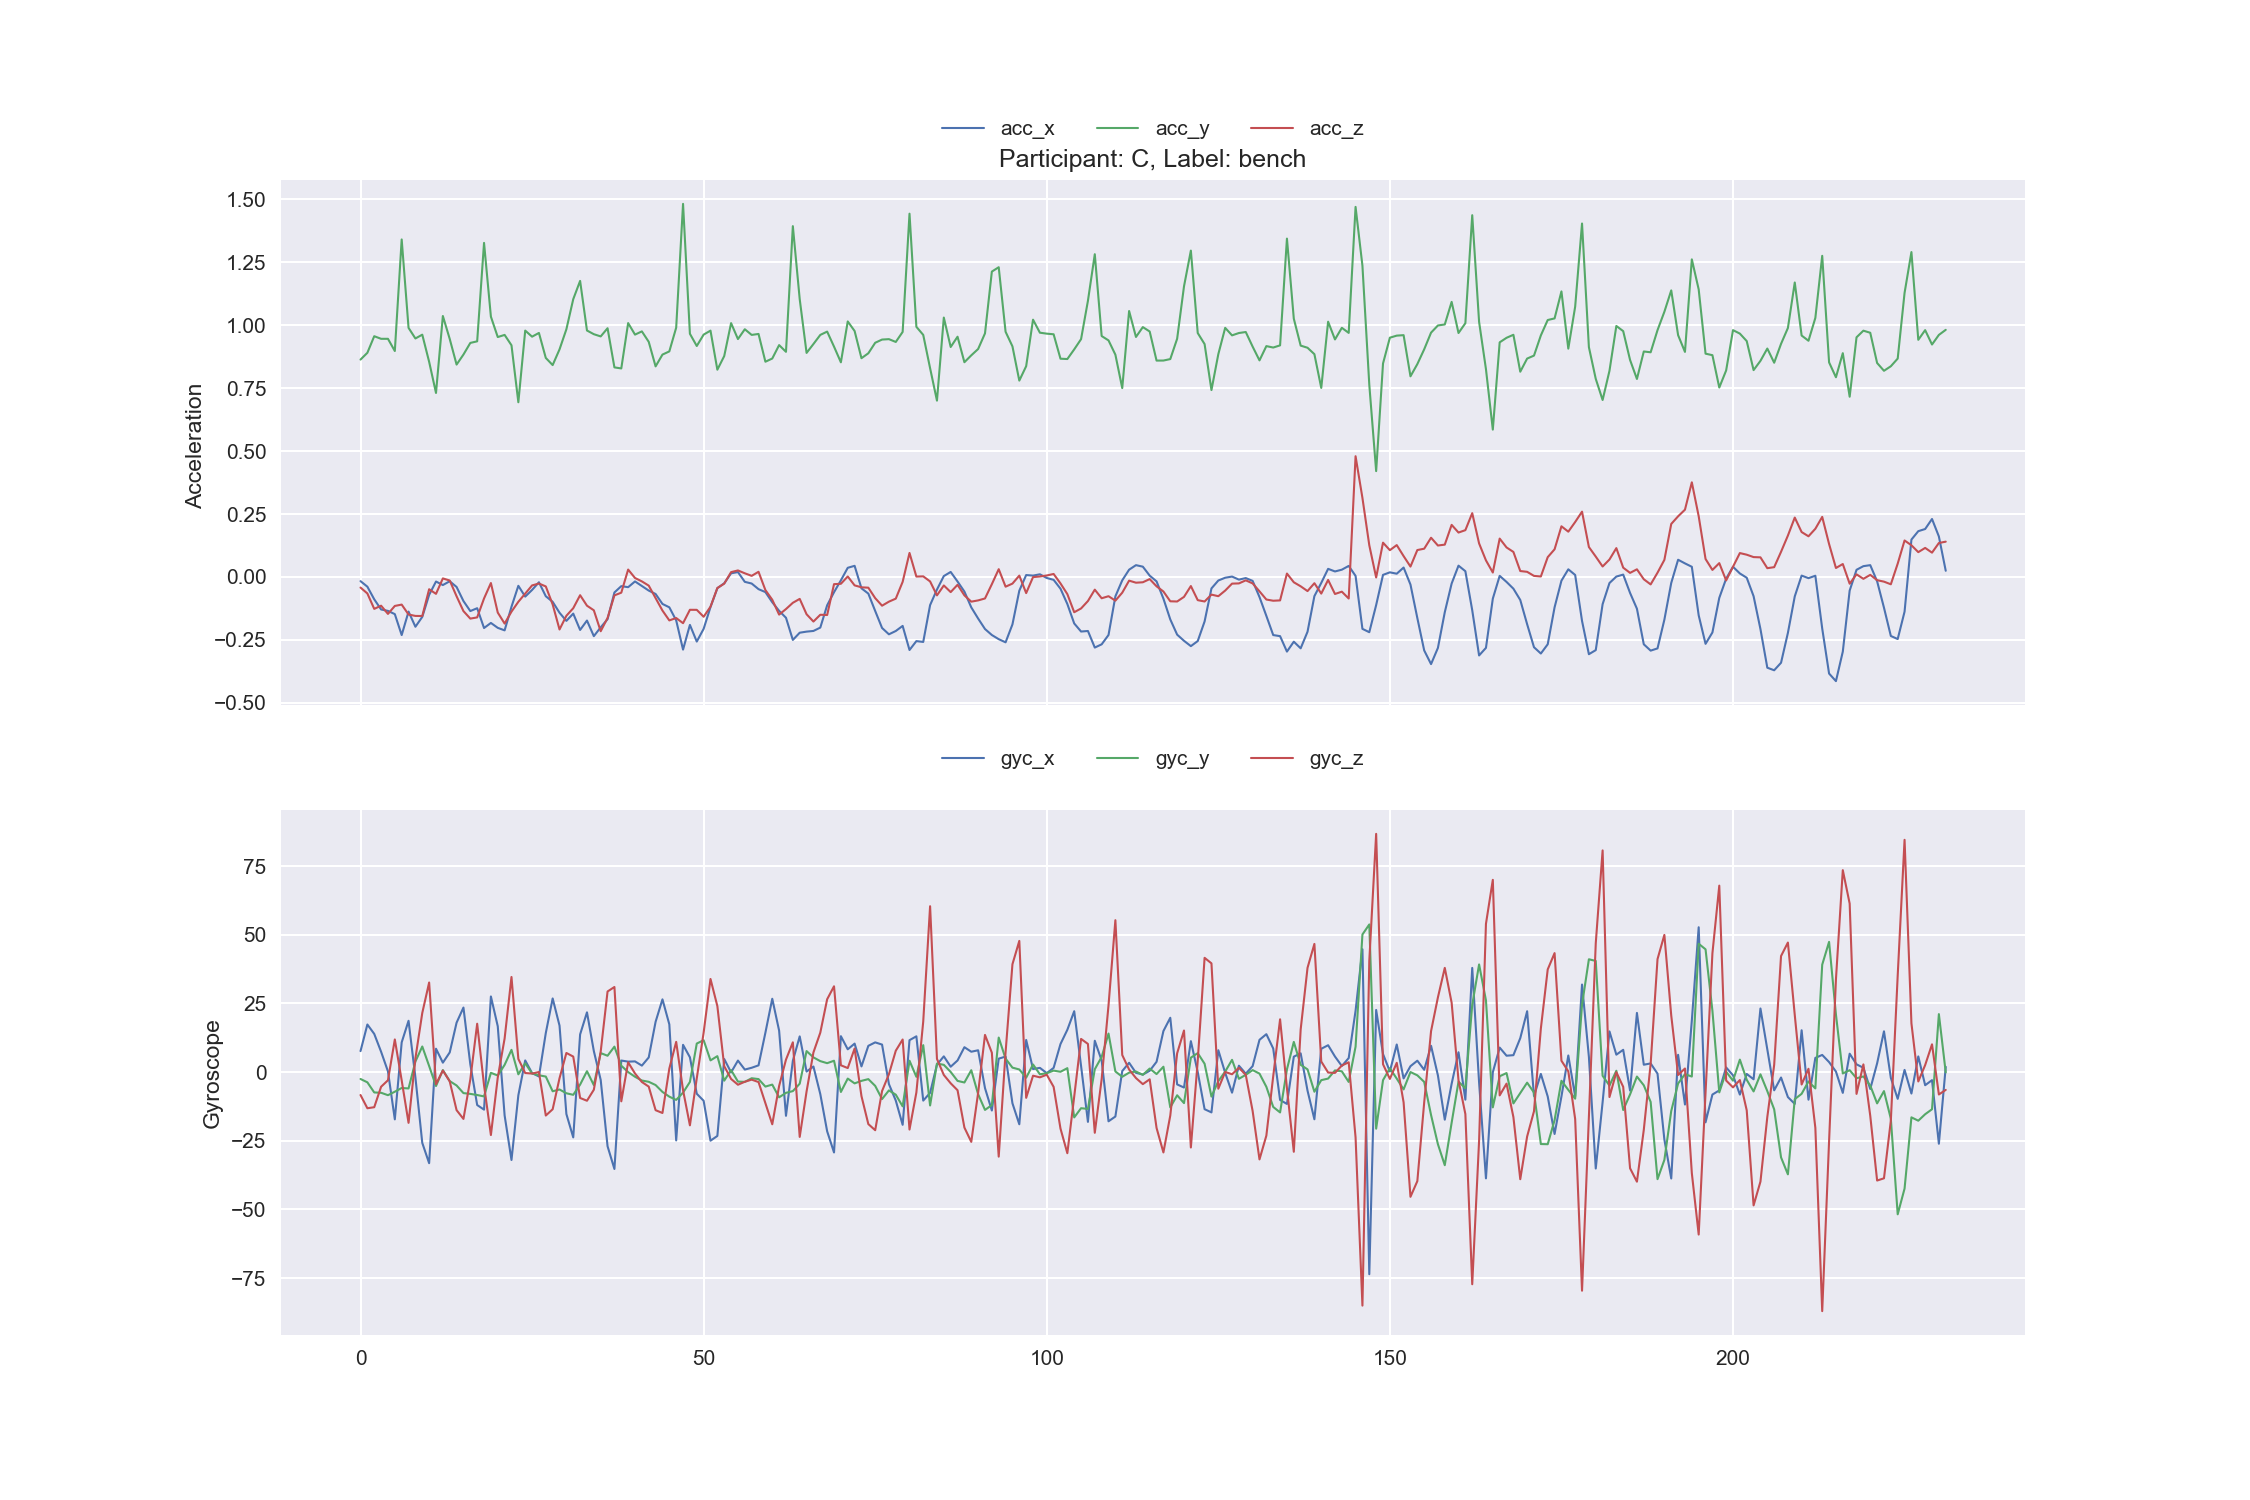 acc_x acc_y acc_z
Participant: C, Label: bench
1.50
1.25
1.00
0.75
0.50
0.25
0.00
−0.25
−0.50
Acceleration
gyc_x gyc_y gyc_z
75
50
25
0
−25
−50
−75
Gyroscope
0 50 100 150 200